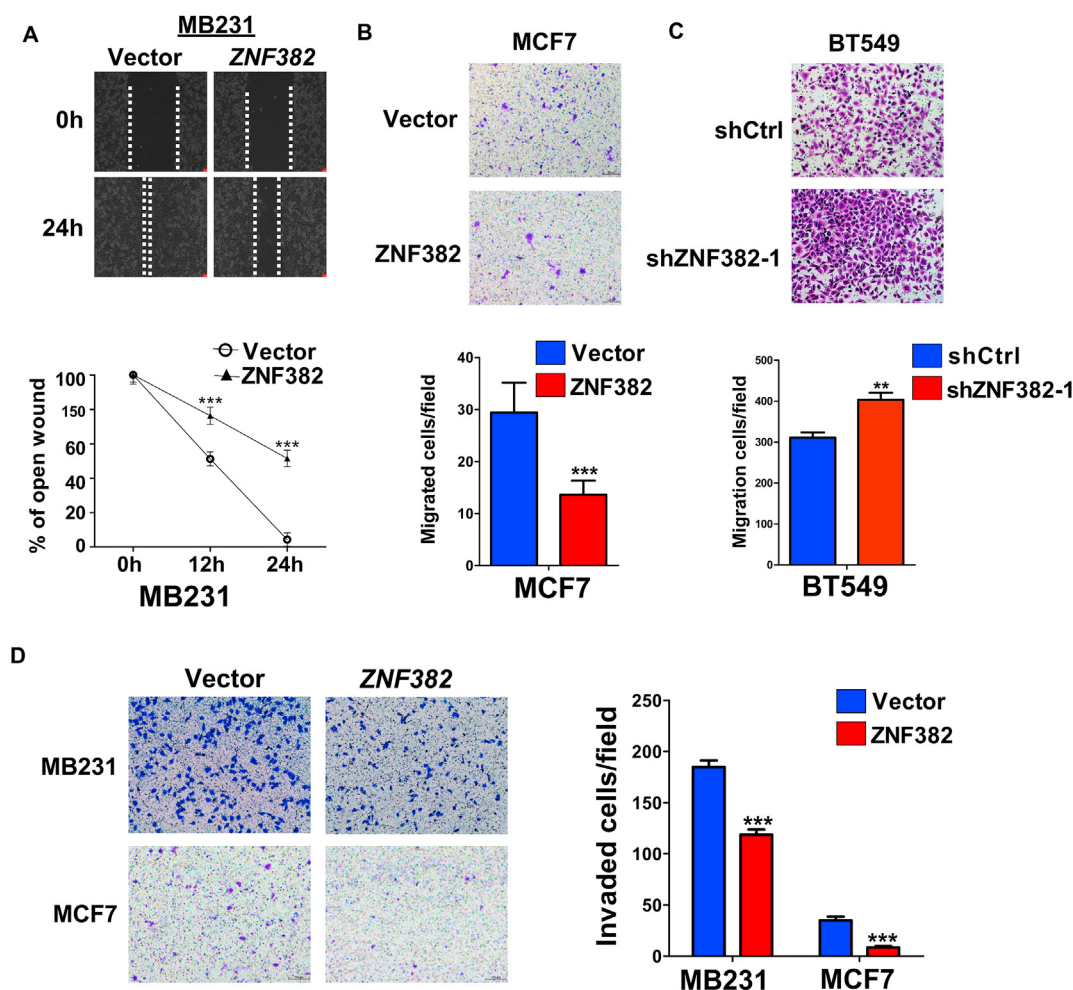 A
MB231
Vector
ZNF382
0h
24h
Vector
ZNF382
% of open wound
100
150
60
40
20
0
***
***
0h
12h
24h
MB231
B
MCF7
Vector
ZNF382
Vector
ZNF382
Migrated cells/field
40
30
20
10
0
***
MCF7
C
BT549
shCtrl
shZNF382-1
shCtrl
shZNF382-1
Migration cells/field
500
400
300
200
100
0
**
BT549
D
Vector
ZNF382
MB231
MCF7
Vector
ZNF382
Invaded cells/field
250
200
150
100
50
0
***
***
MB231
MCF7